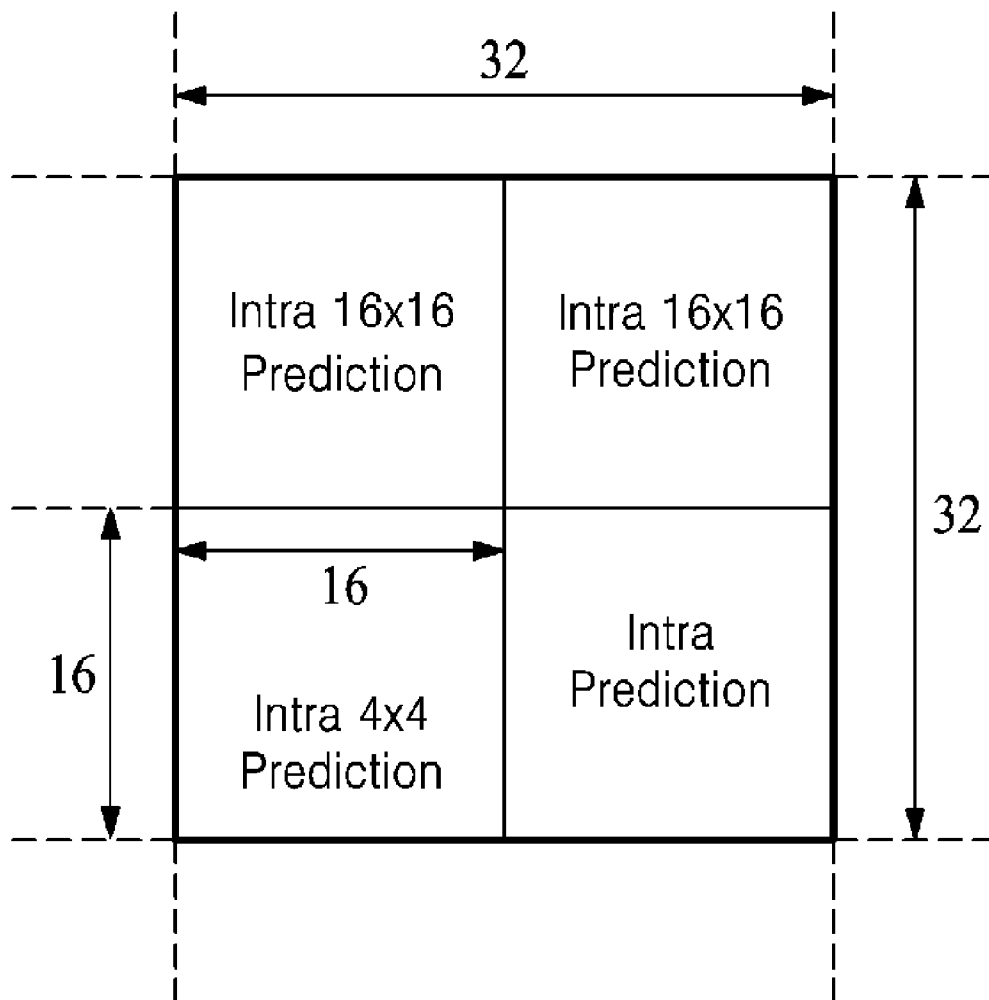 32
Intra 16x16
Prediction
Intra 16x16
Prediction
32
16
16
Intra 4x4
Prediction
Intra
Prediction